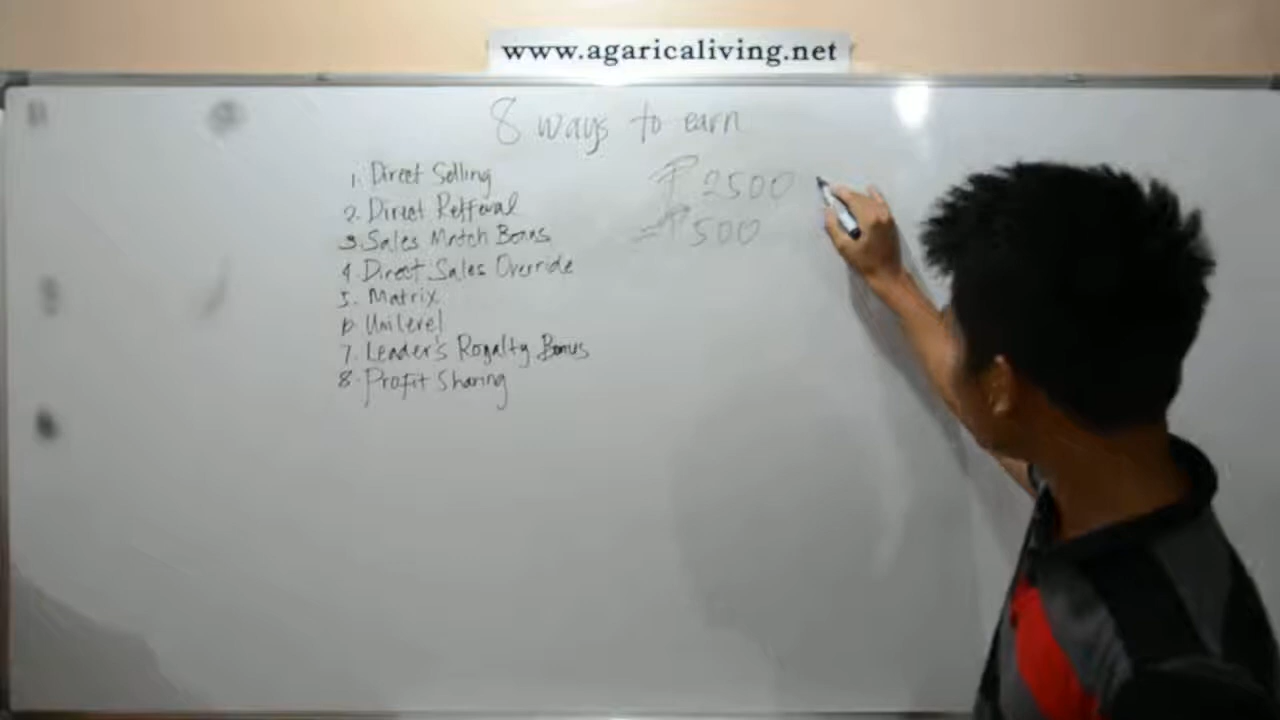 www.agaricaliving.net
8 ways to earn
1. Direct Selling
2. Direct Refferal
3. Sales Match Bonus
4 Direct Sales Override
5. Matrix
6 Unilevel
7. Leader's Royalty Bonus
8. Profit Sharing
₱ 2500
₱ 500